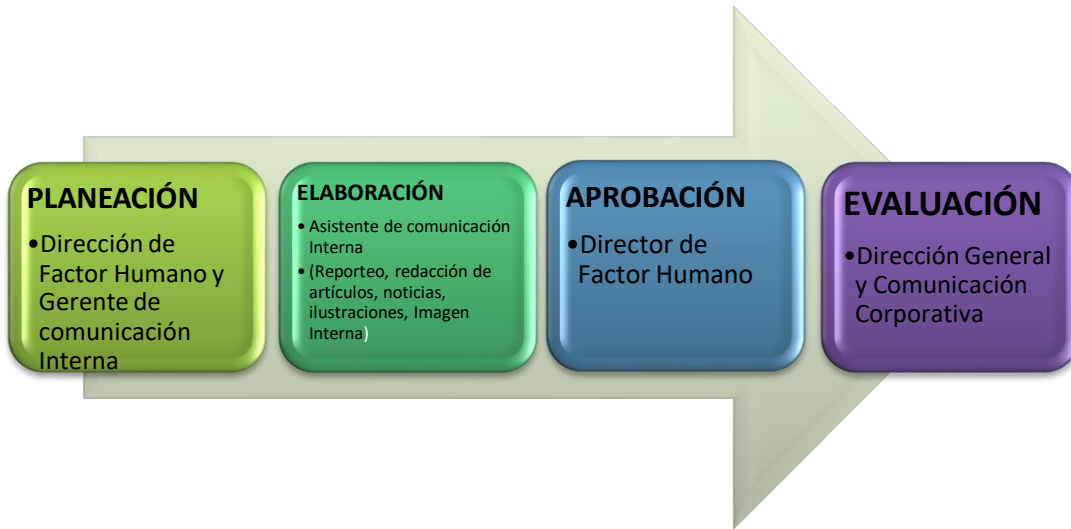 PLANEACIÓN
•Dirección de
Factor Humano y
Gerente de
comunicación
Interna
ELABORACIÓN
• Asistente de comunicación
Interna
• (Reporteo, redacción de
artículos, noticias,
ilustraciones, Imagen
Interna)
APROBACIÓN
•Director de
Factor Humano
EVALUACIÓN
•Dirección General
y Comunicación
Corporativa